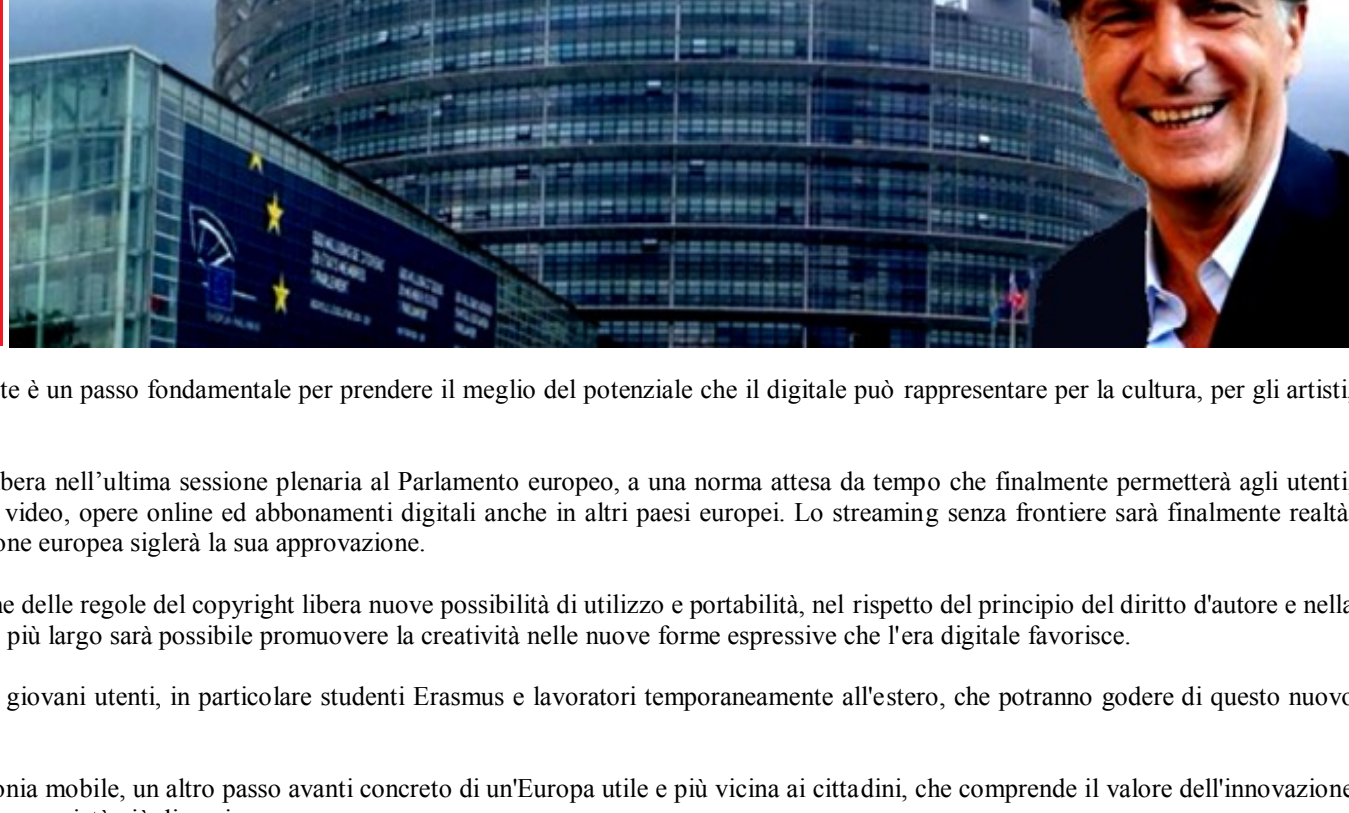 te è un passo fondamentale per prendere il meglio del potenziale che il digitale può rappresentare per la cultura, per gli artisti,
bera nell’ultima sessione plenaria al Parlamento europeo, a una norma attesa da tempo che finalmente permetterà agli utenti,
video, opere online ed abbonamenti digitali anche in altri paesi europei. Lo streaming senza frontiere sarà finalmente realtà
one europea siglerà la sua approvazione.
ne delle regole del copyright libera nuove possibilità di utilizzo e portabilità, nel rispetto del principio del diritto d'autore e nella
più largo sarà possibile promuovere la creatività nelle nuove forme espressive che l'era digitale favorisce.
giovani utenti, in particolare studenti Erasmus e lavoratori temporaneamente all'estero, che potranno godere di questo nuovo
onia mobile, un altro passo avanti concreto di un'Europa utile e più vicina ai cittadini, che comprende il valore dell'innovazione